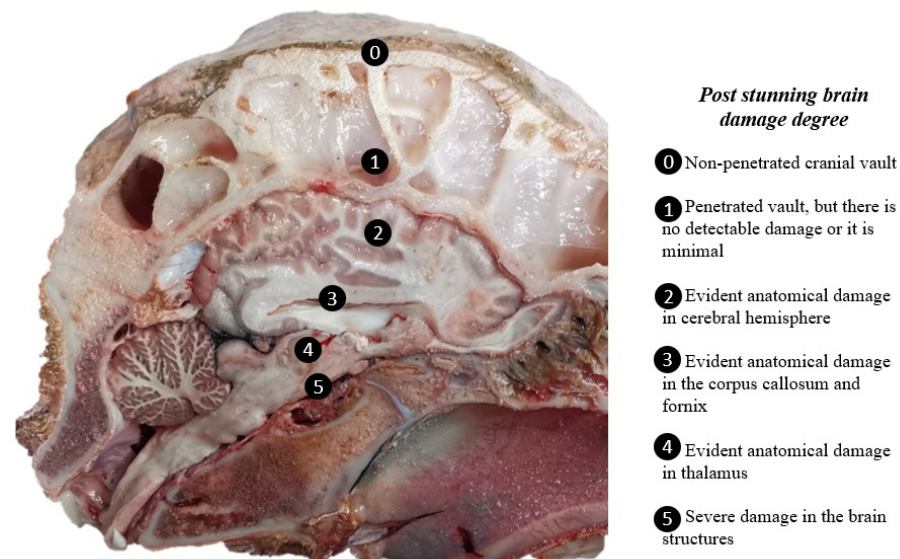 0
1
2
3
4
5
Post stunning brain
damage degree
0 Non-penetrated cranial vault
1 Penetrated vault, but there is
no detectable damage or it is
minimal
2 Evident anatomical damage
in cerebral hemisphere
3 Evident anatomical damage
in the corpus callosum and
fornix
4 Evident anatomical damage
in thalamus
5 Severe damage in the brain
structures